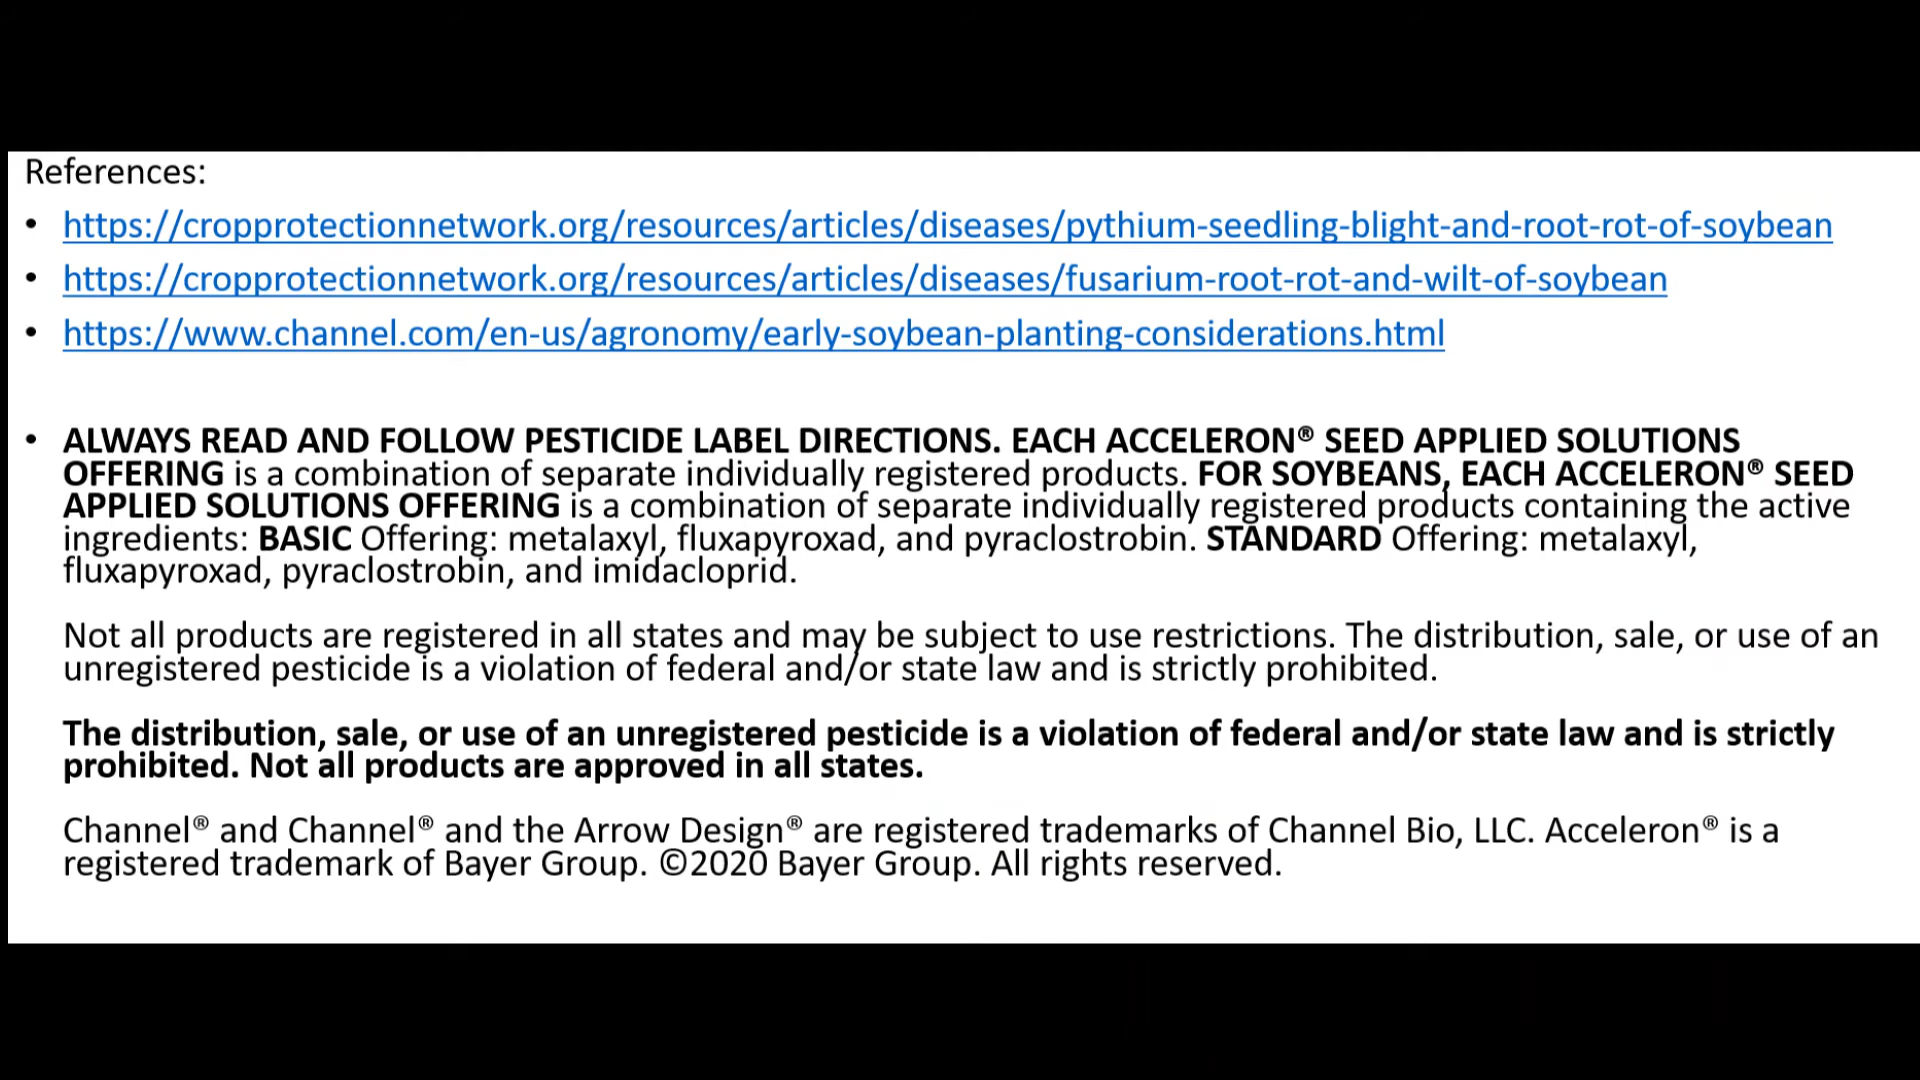 References:
• https://cropprotectionnetwork.org/resources/articles/diseases/pythium-seedling-blight-and-root-rot-of-soybean
• https://cropprotectionnetwork.org/resources/articles/diseases/fusarium-root-rot-and-wilt-of-soybean
• https://www.channel.com/en-us/agronomy/early-soybean-planting-considerations.html
• ALWAYS READ AND FOLLOW PESTICIDE LABEL DIRECTIONS. EACH ACCELERON® SEED APPLIED SOLUTIONS
OFFERING is a combination of separate individually registered products. FOR SOYBEANS, EACH ACCELERON® SEED
APPLIED SOLUTIONS OFFERING is a combination of separate individually registered products containing the active
ingredients: BASIC Offering: metalaxyl, fluxapyroxad, and pyraclostrobin. STANDARD Offering: metalaxyl,
fluxapyroxad, pyraclostrobin, and imidacloprid.
Not all products are registered in all states and may be subject to use restrictions. The distribution, sale, or use of an
unregistered pesticide is a violation of federal and/or state law and is strictly prohibited.
The distribution, sale, or use of an unregistered pesticide is a violation of federal and/or state law and is strictly
prohibited. Not all products are approved in all states.
Channel® and Channel® and the Arrow Design® are registered trademarks of Channel Bio, LLC. Acceleron® is a
registered trademark of Bayer Group. ©2020 Bayer Group. All rights reserved.